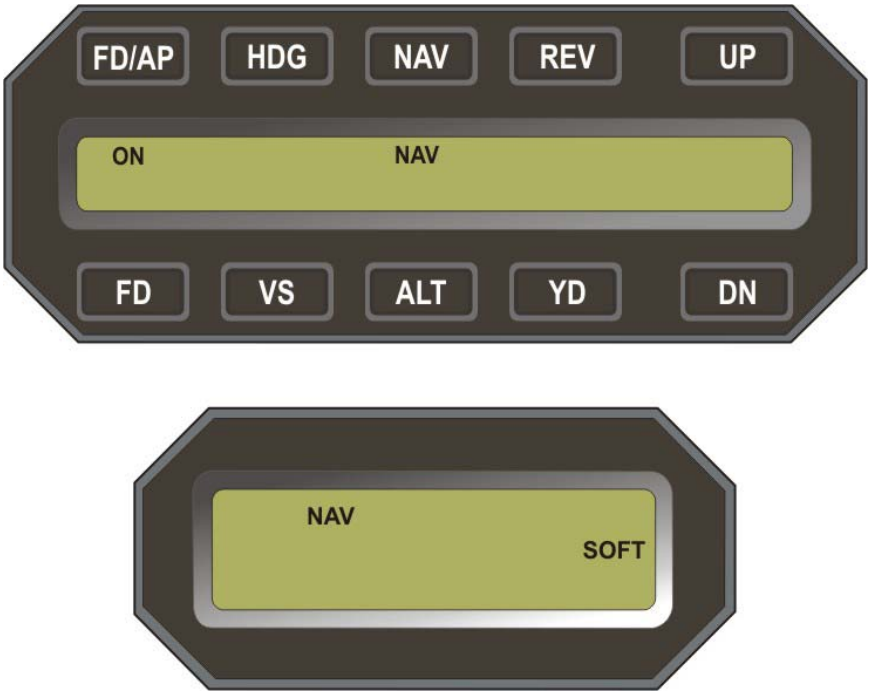 FD/AP HDG NAV REV UP
ON NAV
FD VS ALT YD DN
NAV
SOFT